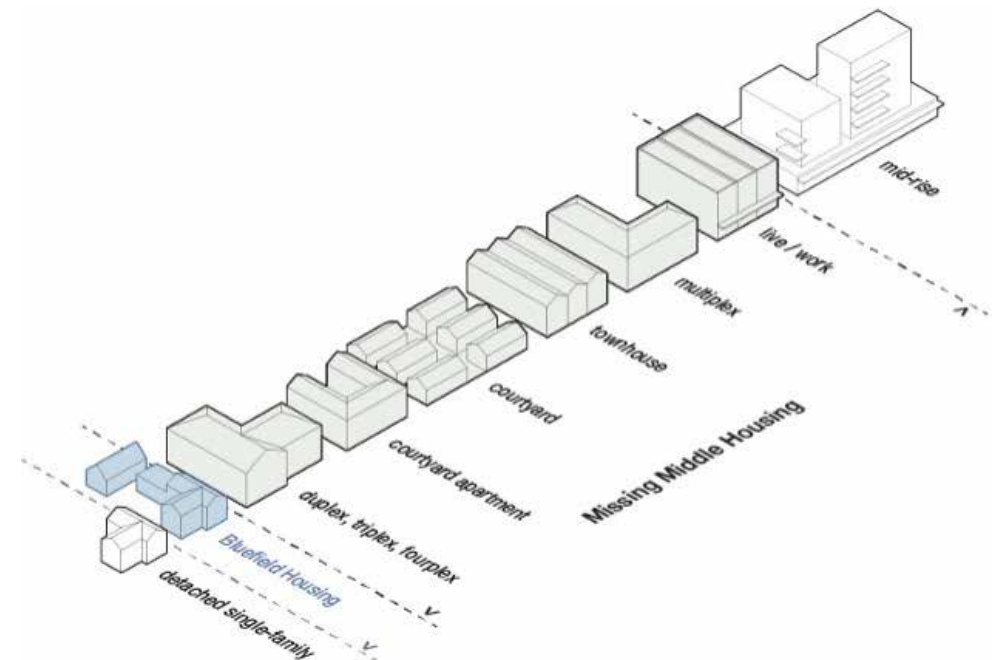 mid-rise
live / work
multiplex
townhouse
courtyard
courtyard apartment
duplex, triplex, fourplex
Bluefield Housing
detached single-family
Missing Middle Housing